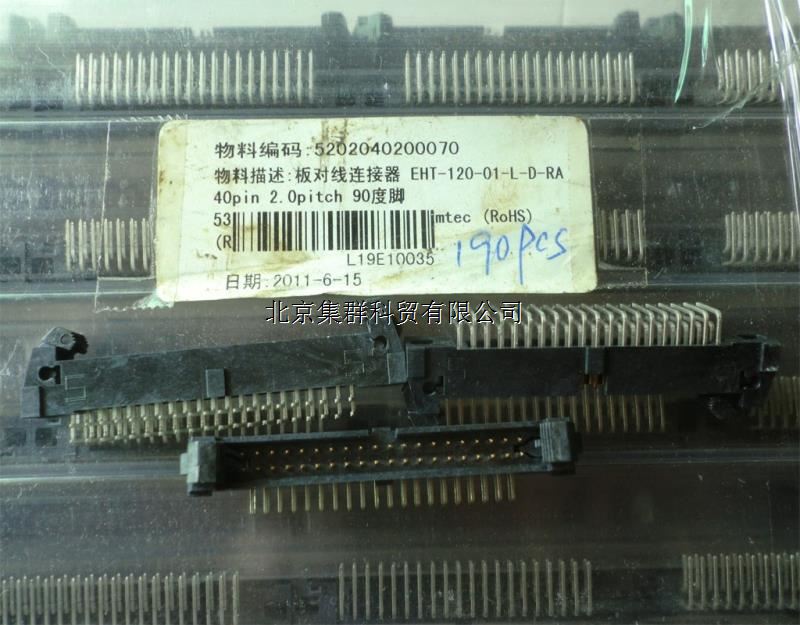 物料编码:5202040200070
物料描述:板对线连接器 EHT-120-01-L-D-RA
40pin 2.0pitch 90度脚
53 mtec (RoHS)
(R
L19E10035
190pcs
日期:2011-6-15
北京集群科贸有限公司